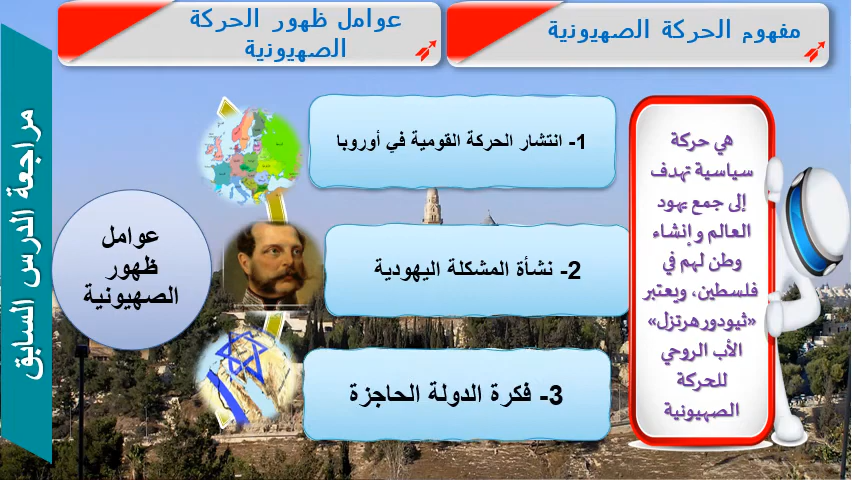 مفهوم الحركة الصهيونية
عوامل ظهور الحركة
الصهيونية
مراجعة الدرس السابق
هي حركة
سياسية تهدف
إلى جمع يهود
العالم وإنشاء
وطن لهم في
فلسطين، ويعتبر
«ثيودور هرتزل»
الأب الروحي
للحركة
الصهيونية
عوامل
ظهور
الصهيونية
1- انتشار الحركة القومية في أوروبا
2- نشأة المشكلة اليهودية
3- فكرة الدولة الحاجزة